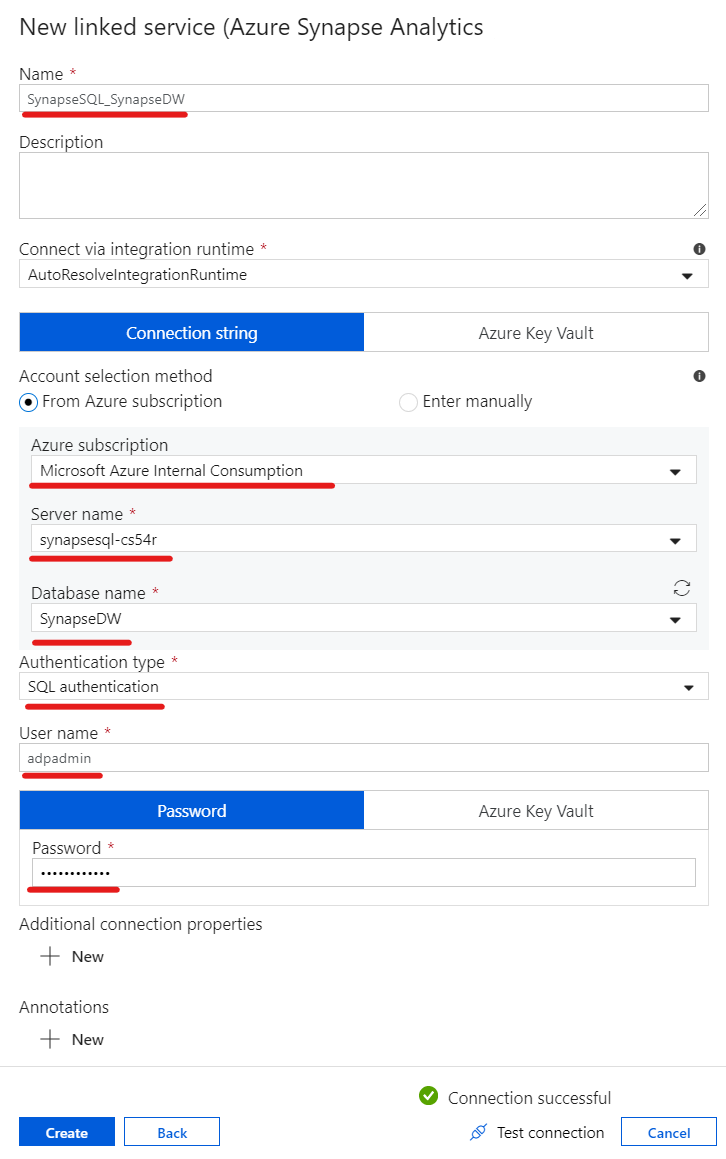 New linked service (Azure Synapse Analytics
Name *
SynapseSQL_SynapseDW
Description
Connect via integration runtime *
AutoResolveIntegrationRuntime
Connection string Azure Key Vault
Account selection method
From Azure subscription Enter manually
Azure subscription
Microsoft Azure Internal Consumption
Server name *
synapsesql-cs54r
Database name *
SynapseDW
Authentication type *
SQL authentication
User name *
adpadmin
Password Azure Key Vault
Password *
••••••••••••
Additional connection properties
New
Annotations
New
Connection successful
Create Back Test connection Cancel